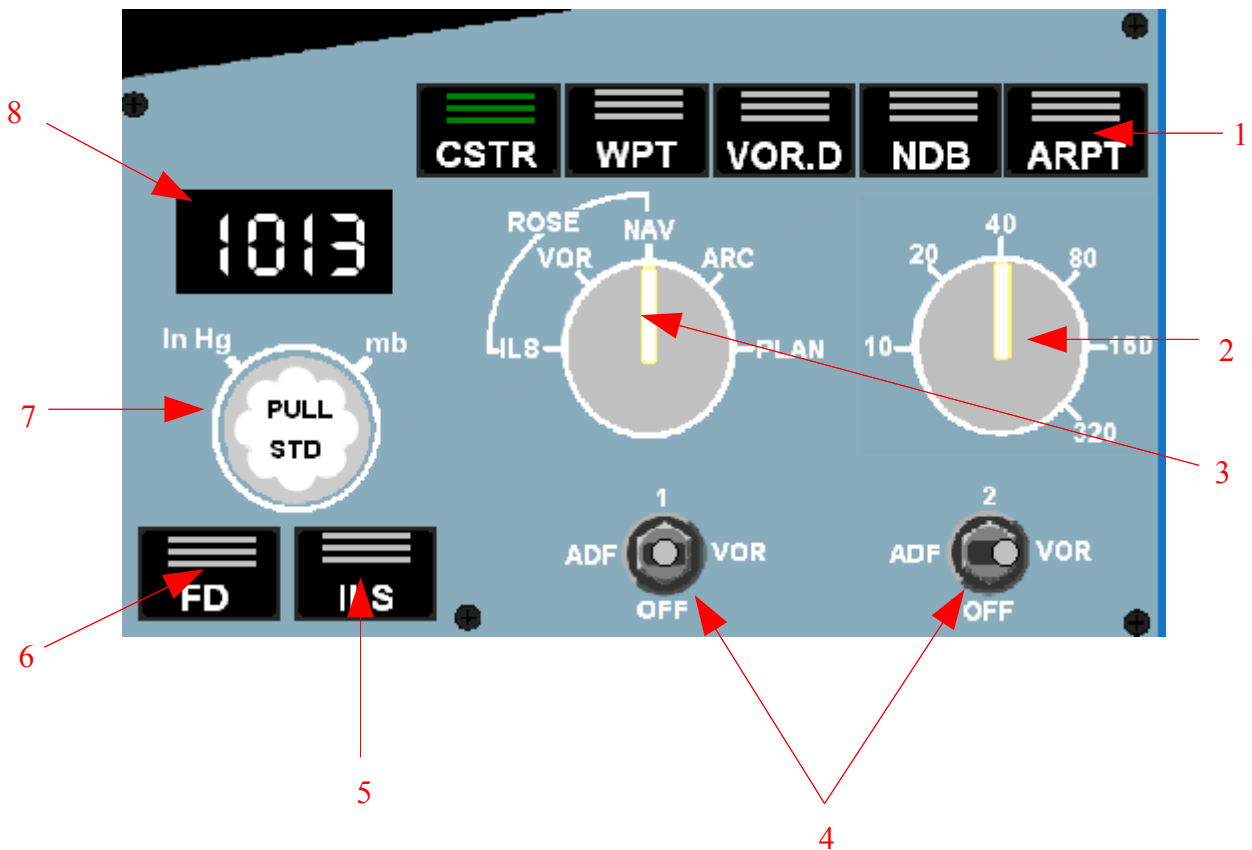 CSTR WPT VOR.D NDB ARPT
8
1
1013
ROSE NAV
VOR ARC
ILS PLAN
40
20 80
10 160
320
2
In Hg mb
PULL
STD
7
3
1 2
ADF VOR ADF VOR
OFF OFF
FD ILS
6
5
4